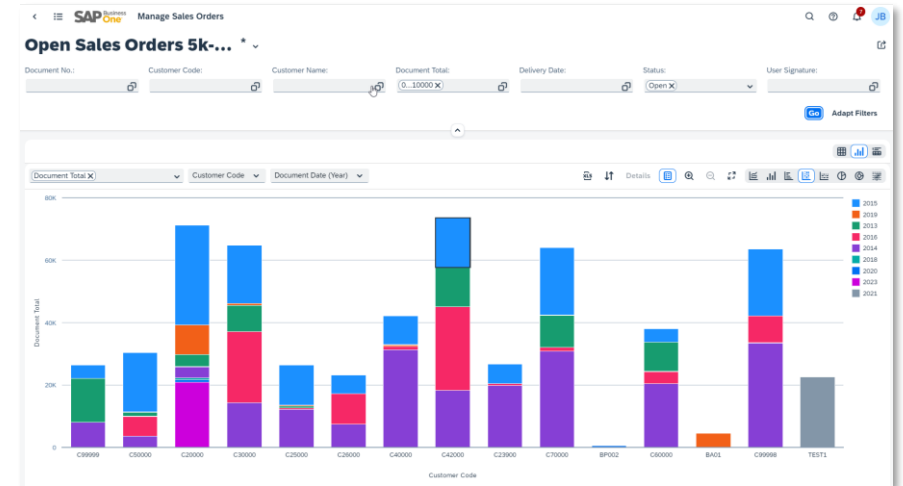 SAP Business One Manage Sales Orders
7 JB
Open Sales Orders 5k-... *
Document No.: Customer Code: Customer Name: Document Total: Delivery Date: Status: User Signature:
0...10000 X Open X
Go Adapt Filters
Document Total X Customer Code Document Date (Year) Details
80K
60K
40K
20K
0
Document Total
2015
2019
2013
2016
2014
2018
2020
2023
2021
C99999 C50000 C20000 C30000 C25000 C26000 C40000 C42000 C23900 C70000 BP002 C60000 BA01 C99998 TEST1
Customer Code